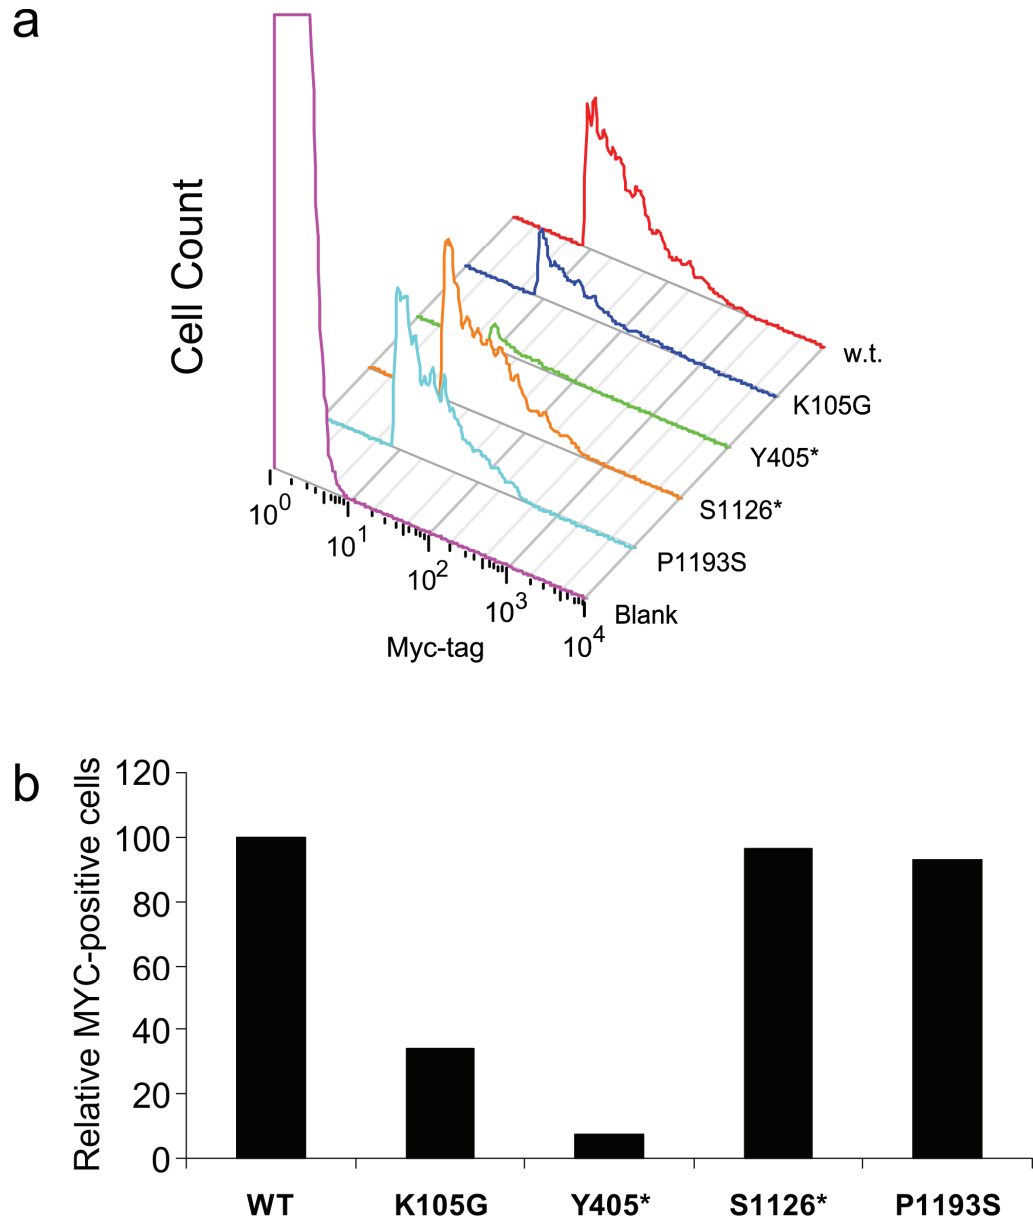 a
Cell Count
w.t.
K105G
Y405*
S1126*
P1193S
Blank
10^0
10^1
10^2
10^3
10^4
Myc-tag
b
Relative MYC-positive cells
120
100
80
60
40
20
0
WT K105G Y405* S1126* P1193S